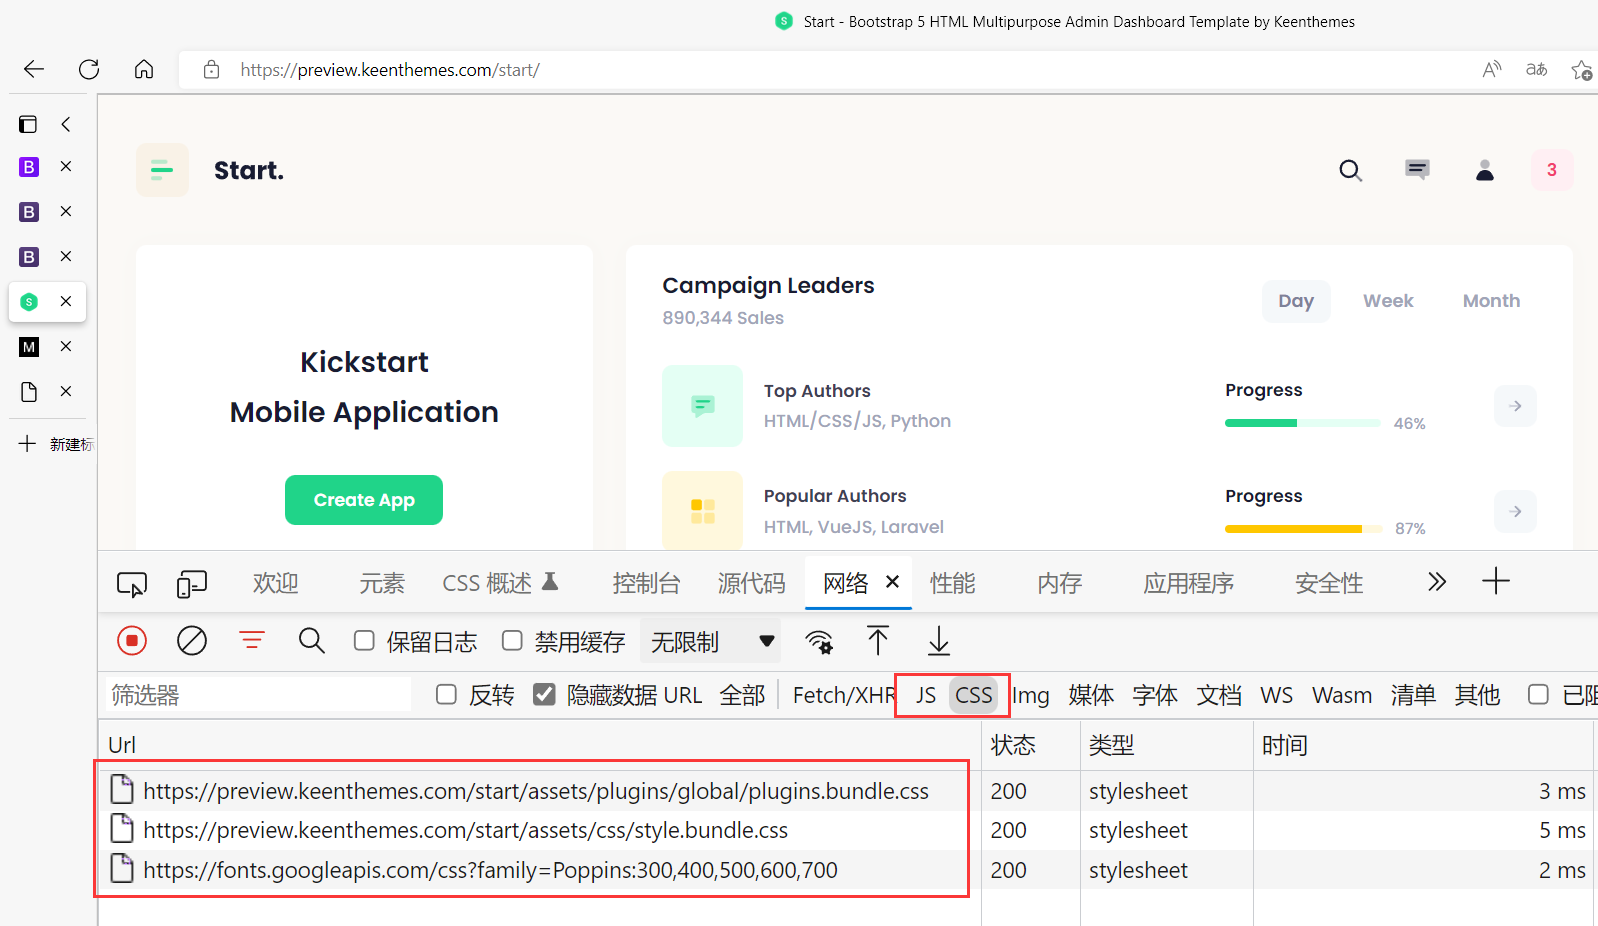 S Start - Bootstrap 5 HTML Multipurpose Admin Dashboard Template by Keenthemes
https://preview.keenthemes.com/start/
A aあ
B
B
B
S
M
新建标
Start.
3
Kickstart
Mobile Application
Create App
Campaign Leaders
890,344 Sales
Day Week Month
Top Authors
HTML/CSS/JS, Python
Progress
46%
Popular Authors
HTML, VueJS, Laravel
Progress
87%
欢迎 元素 CSS 概述 控制台 源代码 网络 性能 内存 应用程序 安全性
保留日志 禁用缓存 无限制
筛选器 反转 隐藏数据 URL 全部 Fetch/XHR JS CSS Img 媒体 字体 文档 WS Wasm 清单 其他 已阻
Url 状态 类型 时间
https://preview.keenthemes.com/start/assets/plugins/global/plugins.bundle.css 200 stylesheet 3 ms
https://preview.keenthemes.com/start/assets/css/style.bundle.css 200 stylesheet 5 ms
https://fonts.googleapis.com/css?family=Poppins:300,400,500,600,700 200 stylesheet 2 ms